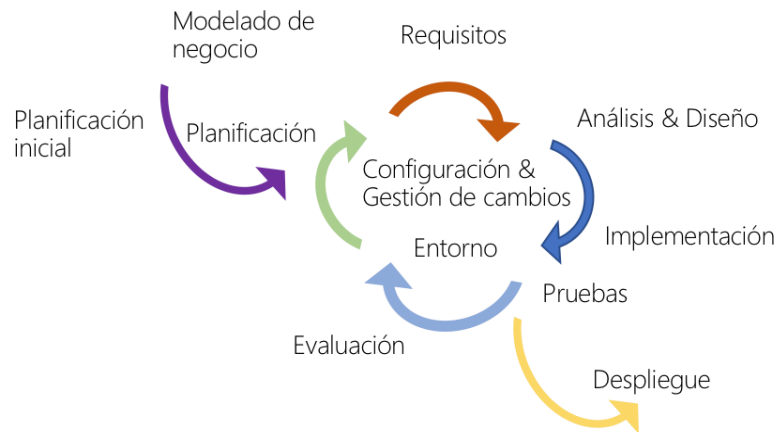 Modelado de
negocio
Requisitos
Planificación
inicial
Planificación
Análisis & Diseño
Configuración &
Gestión de cambios
Entorno
Implementación
Pruebas
Evaluación
Despliegue